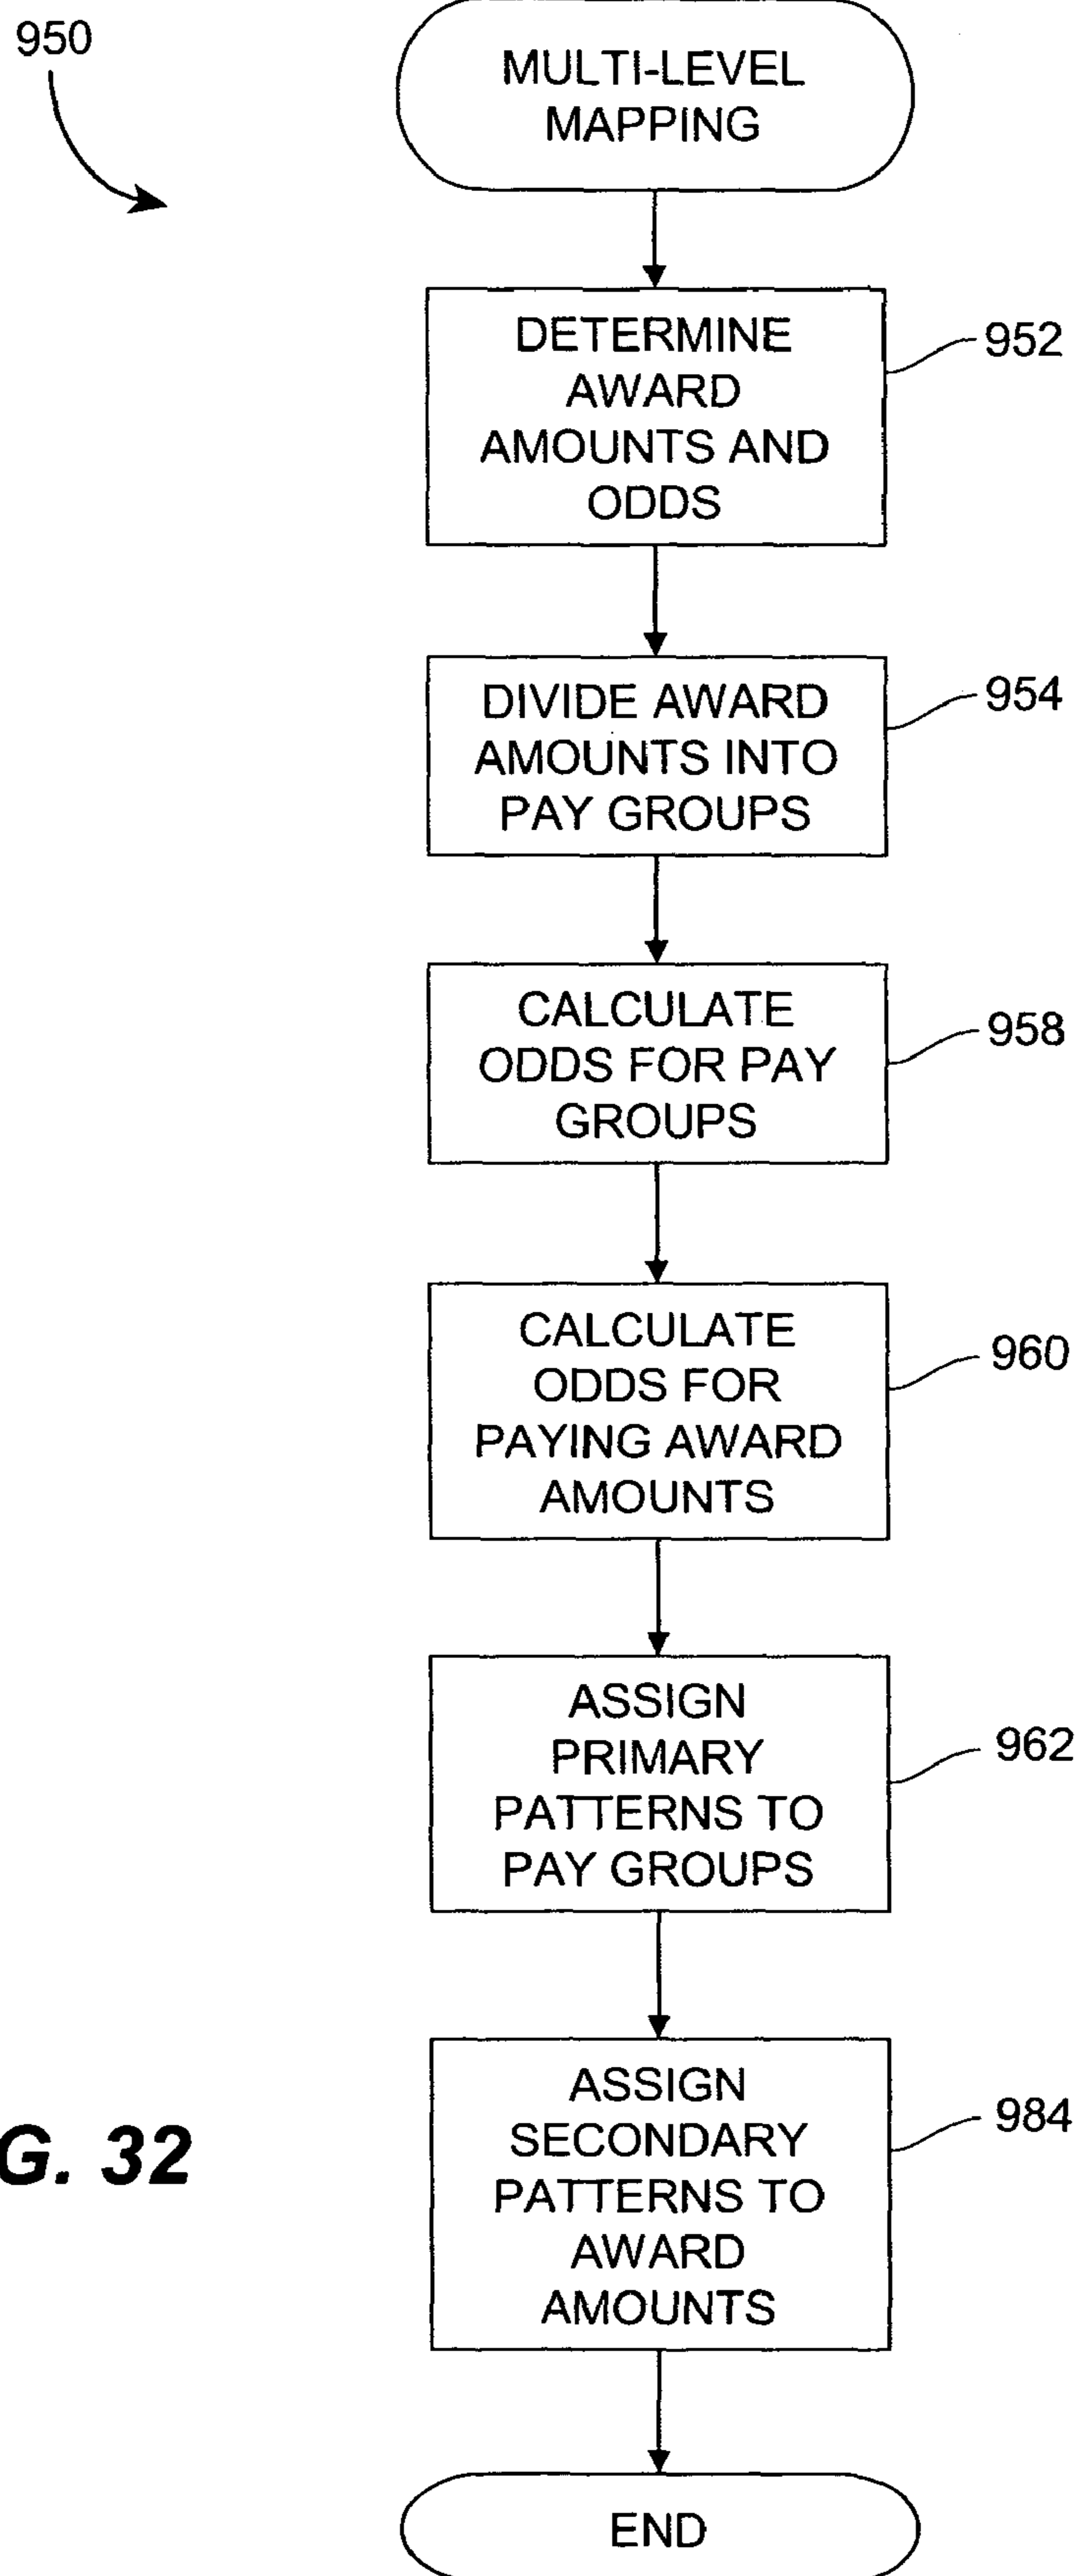 950
MULTI-LEVEL
MAPPING
DETERMINE
AWARD
AMOUNTS AND
ODDS
952
DIVIDE AWARD
AMOUNTS INTO
PAY GROUPS
954
CALCULATE
ODDS FOR PAY
GROUPS
958
CALCULATE
ODDS FOR
PAYING AWARD
AMOUNTS
960
ASSIGN
PRIMARY
PATTERNS TO
PAY GROUPS
962
ASSIGN
SECONDARY
PATTERNS TO
AWARD
AMOUNTS
984
G. 32
END